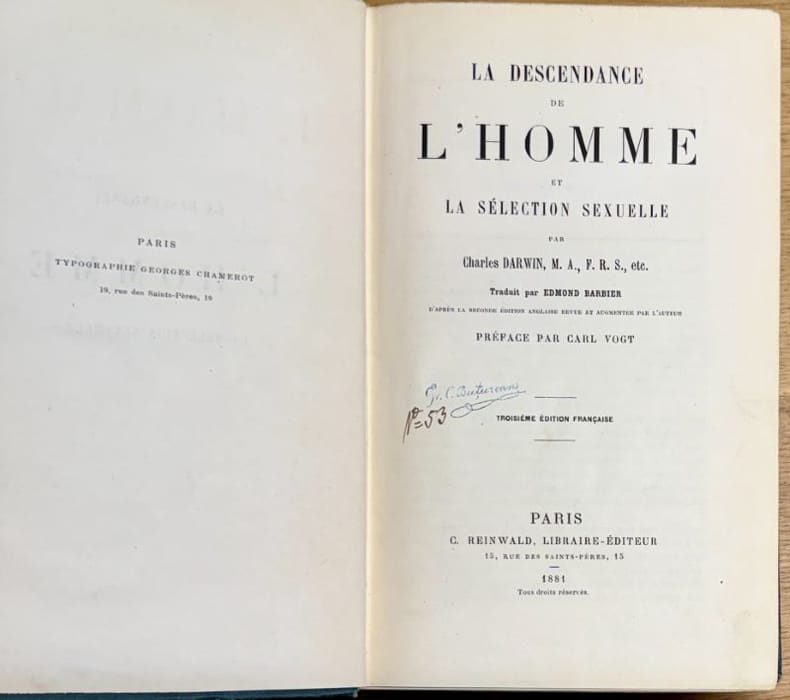 PARIS
TYPOGRAPHIE GEORGES CHAMEROT
19, rue des Saints-Pères, 19
LA DESCENDANCE
DE
L'HOMME
ET
LA SÉLECTION SEXUELLE
PAR
Charles DARWIN, M. A., F. R. S., etc.
Traduit par EDMOND BARBIER
D'APRÈS LA SECONDE ÉDITION ANGLAISE REVUE ET AUGMENTÉE PAR L'AUTEUR
PRÉFACE PAR CARL VOGT
Nº=53
TROISIÈME ÉDITION FRANÇAISE
PARIS
C. REINWALD, LIBRAIRE-ÉDITEUR
15, RUE DES SAINTS-PÈRES, 15
1881
Tous droits réservés.